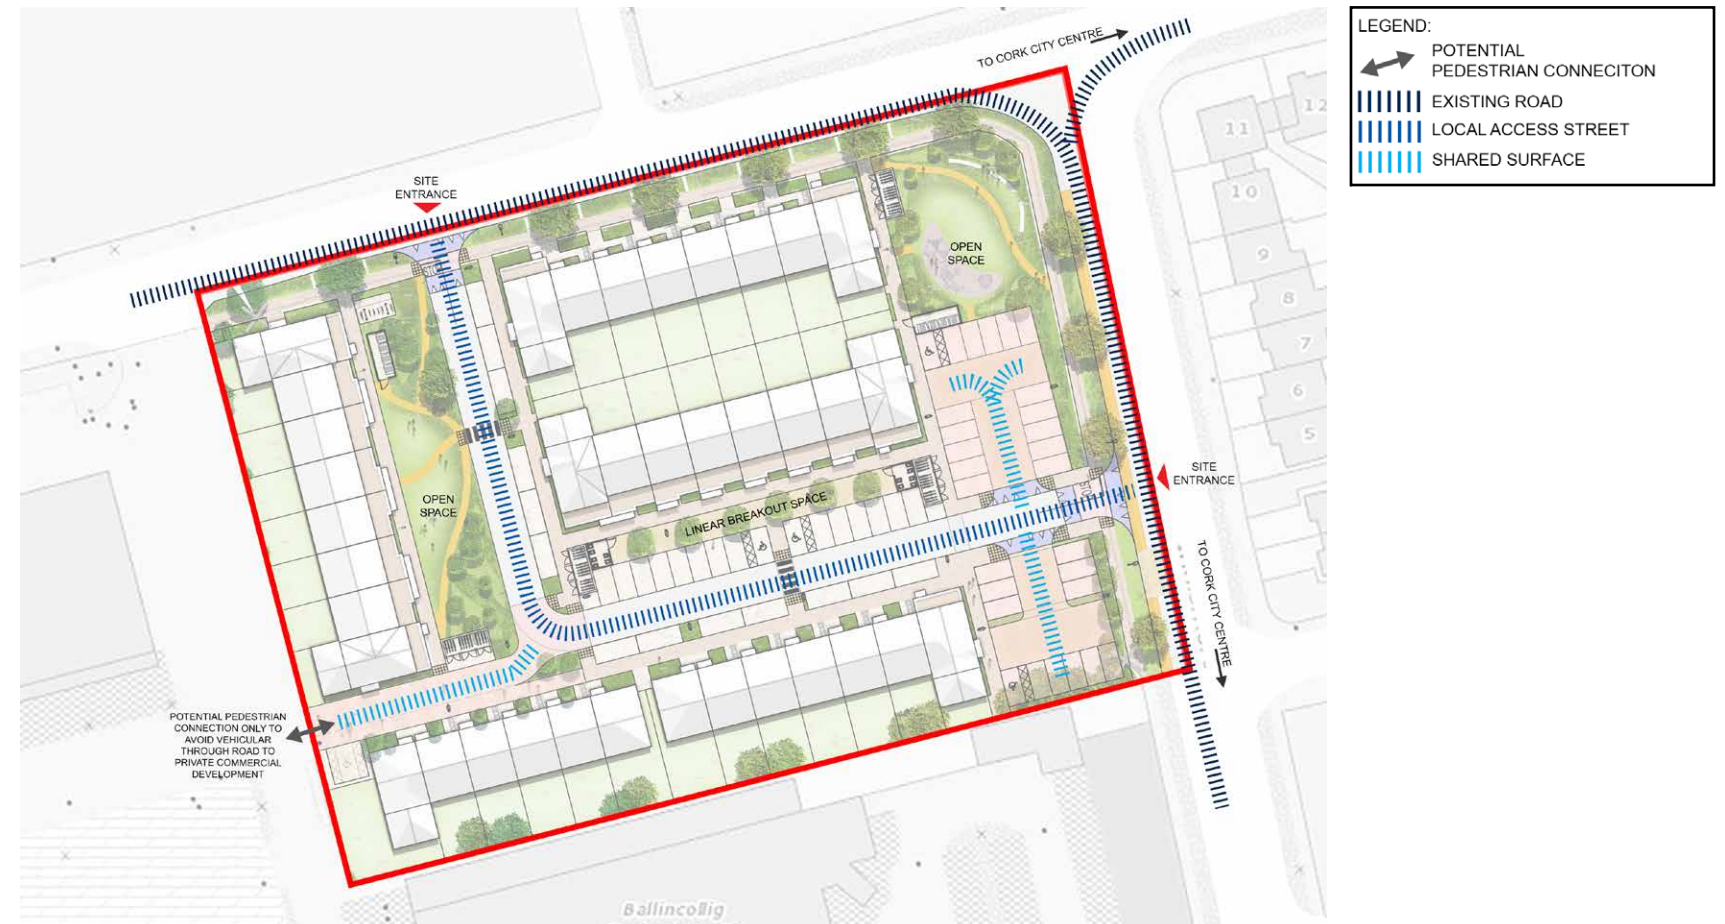 TO CORK CITY CENTRE
LEGEND:
POTENTIAL
PEDESTRIAN CONNECITON
EXISTING ROAD
LOCAL ACCESS STREET
SHARED SURFACE
12
11
10
9
8
7
6
5
SITE
ENTRANCE
OPEN
SPACE
STOP
OPEN
SPACE
LINEAR BREAKOUT SPACE
SITE
ENTRANCE
TO CORK CITY CENTRE
POTENTIAL PEDESTRIAN
CONNECTION ONLY TO
AVOID VEHICULAR
THROUGH ROAD TO
PRIVATE COMMERCIAL
DEVELOPMENT
Ballincollig